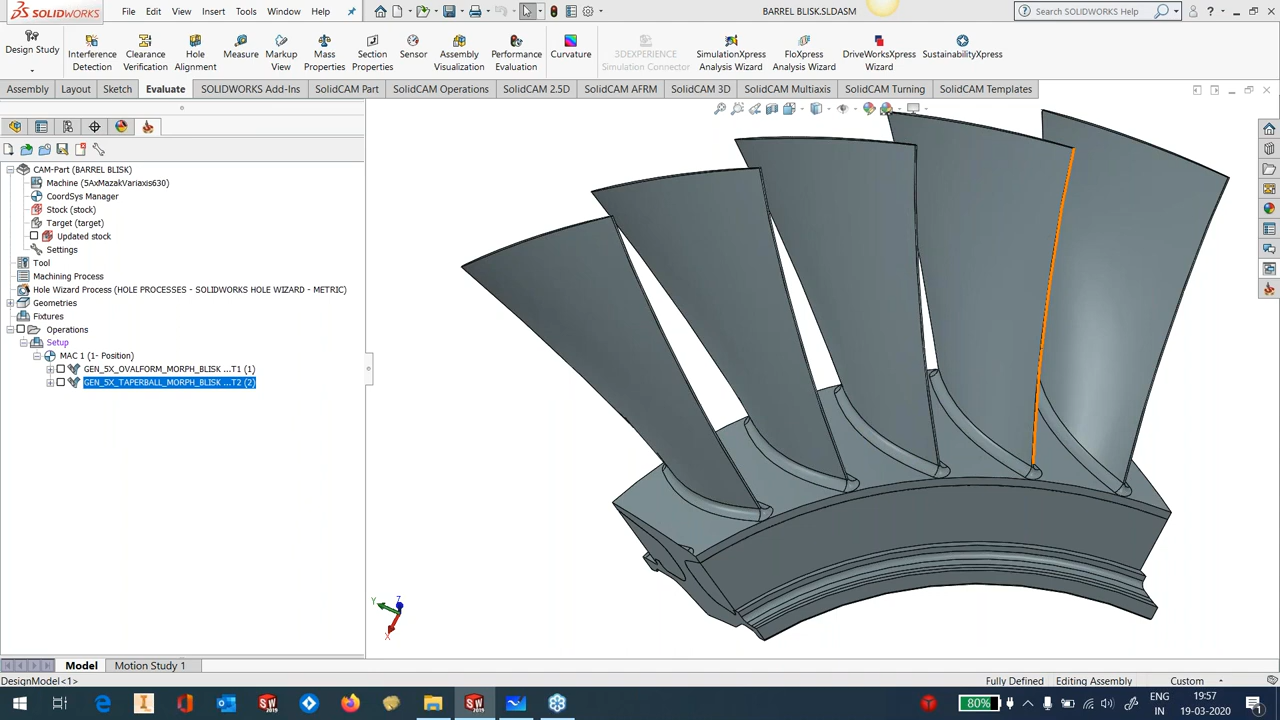 SOLIDWORKS File Edit View Insert Tools Window Help BARREL BLISK.SLDASM Search SOLIDWORKS Help
Design Study
Interference Detection
Clearance Verification
Hole Alignment
Measure
Markup View
Mass Properties
Section Properties
Sensor
Assembly Visualization
Performance Evaluation
Curvature
3DEXPERIENCE Simulation Connector
SimulationXpress Analysis Wizard
FloXpress Analysis Wizard
DriveWorksXpress Wizard
SustainabilityXpress
Assembly Layout Sketch Evaluate SOLIDWORKS Add-Ins SolidCAM Part SolidCAM Operations SolidCAM 2.5D SolidCAM AFRM SolidCAM 3D SolidCAM Multiaxis SolidCAM Turning SolidCAM Templates
CAM-Part (BARREL BLISK)
Machine (5AxMazakVariaxis630)
CoordSys Manager
Stock (stock)
Target (target)
Updated stock
Settings
Tool
Machining Process
Hole Wizard Process (HOLE PROCESSES - SOLIDWORKS HOLE WIZARD - METRIC)
Geometries
Fixtures
Operations
Setup
MAC 1 (1- Position)
GEN_5X_OVALFORM_MORPH_BLISK ...T1 (1)
GEN_5X_TAPERBALL_MORPH_BLISK ...T2 (2)
Z
Y
X
Model Motion Study 1
DesignModel<1> Fully Defined Editing Assembly Custom
80% ENG 19:57
IN 19-03-2020